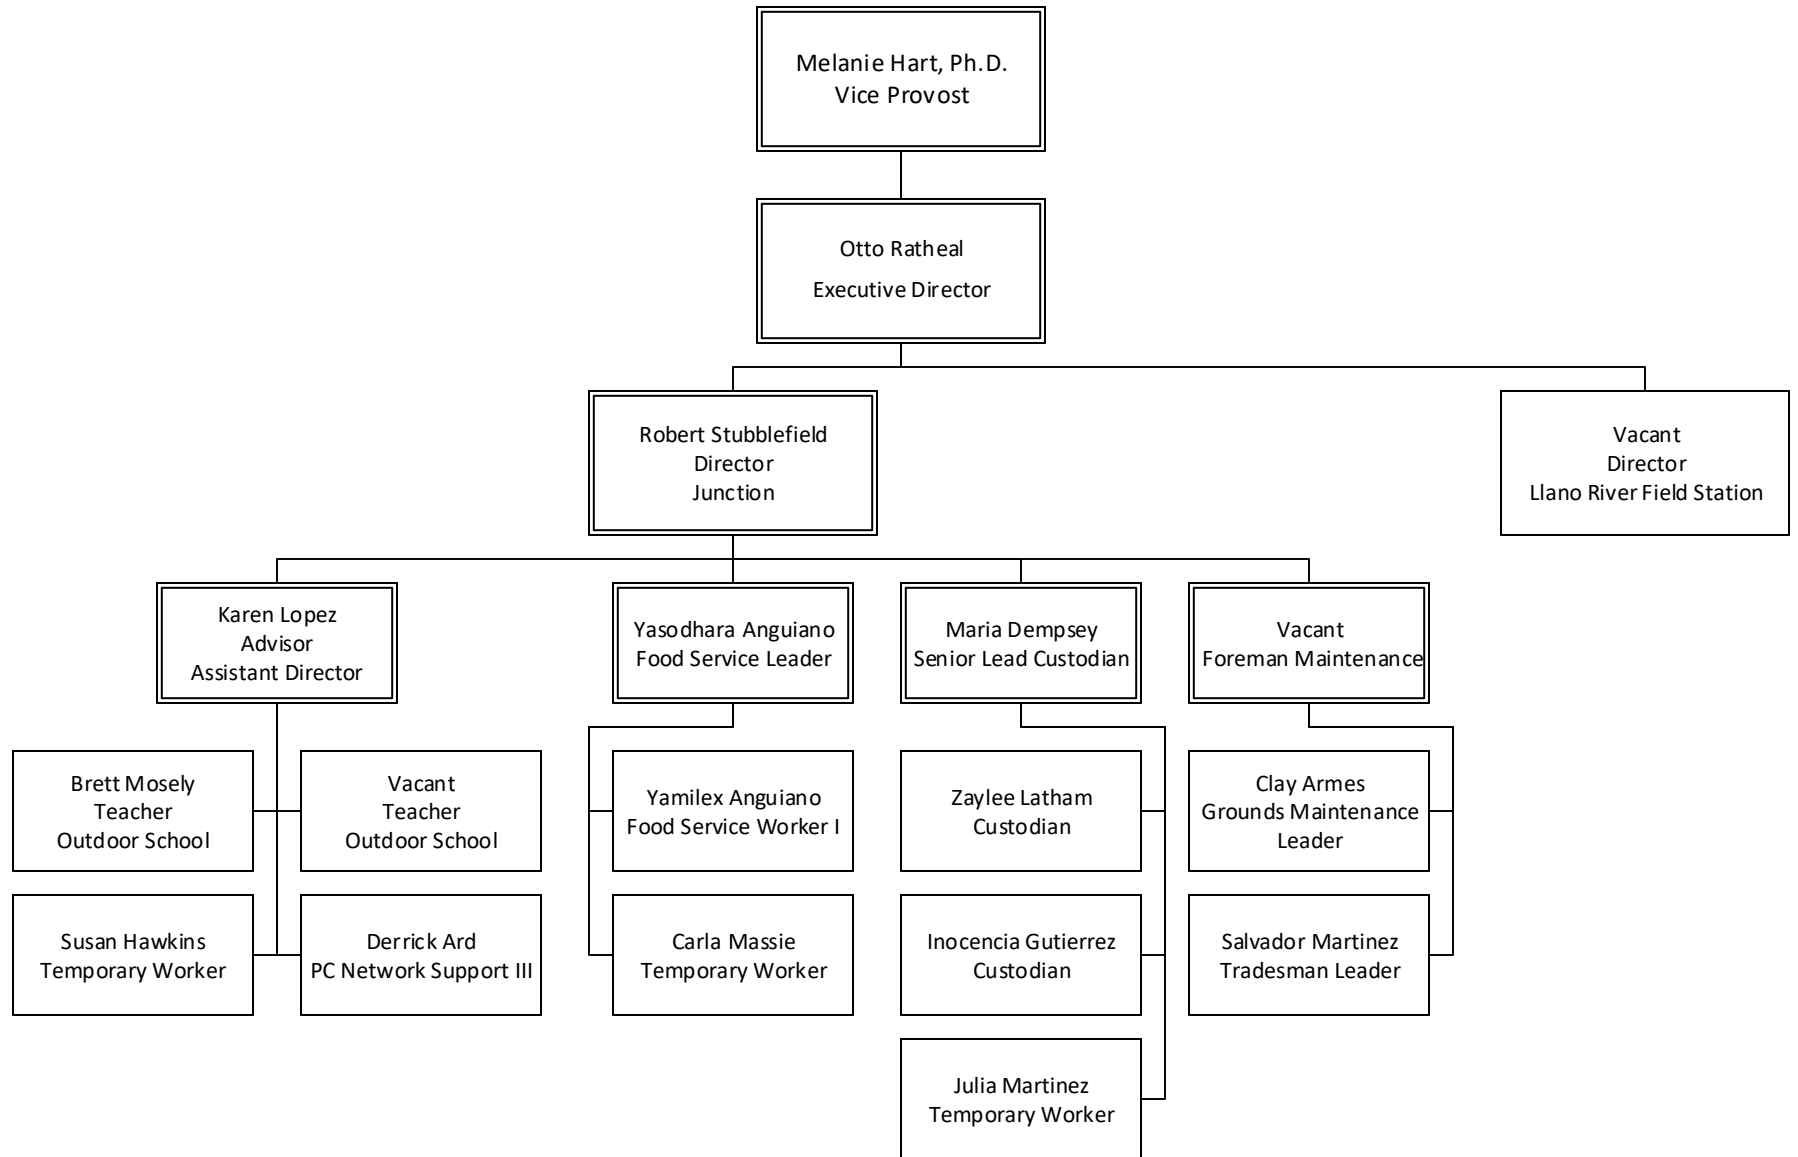 Melanie Hart, Ph.D.
Vice Provost
Otto Ratheal
Executive Director
Robert Stubblefield
Director
Junction
Vacant
Director
Llano River Field Station
Karen Lopez
Advisor
Assistant Director
Yasodhara Anguiano
Food Service Leader
Maria Dempsey
Senior Lead Custodian
Vacant
Foreman Maintenance
Brett Mosely
Teacher
Outdoor School
Vacant
Teacher
Outdoor School
Yamilex Anguiano
Food Service Worker I
Zaylee Latham
Custodian
Clay Armes
Grounds Maintenance
Leader
Susan Hawkins
Temporary Worker
Derrick Ard
PC Network Support III
Carla Massie
Temporary Worker
Inocencia Gutierrez
Custodian
Salvador Martinez
Tradesman Leader
Julia Martinez
Temporary Worker